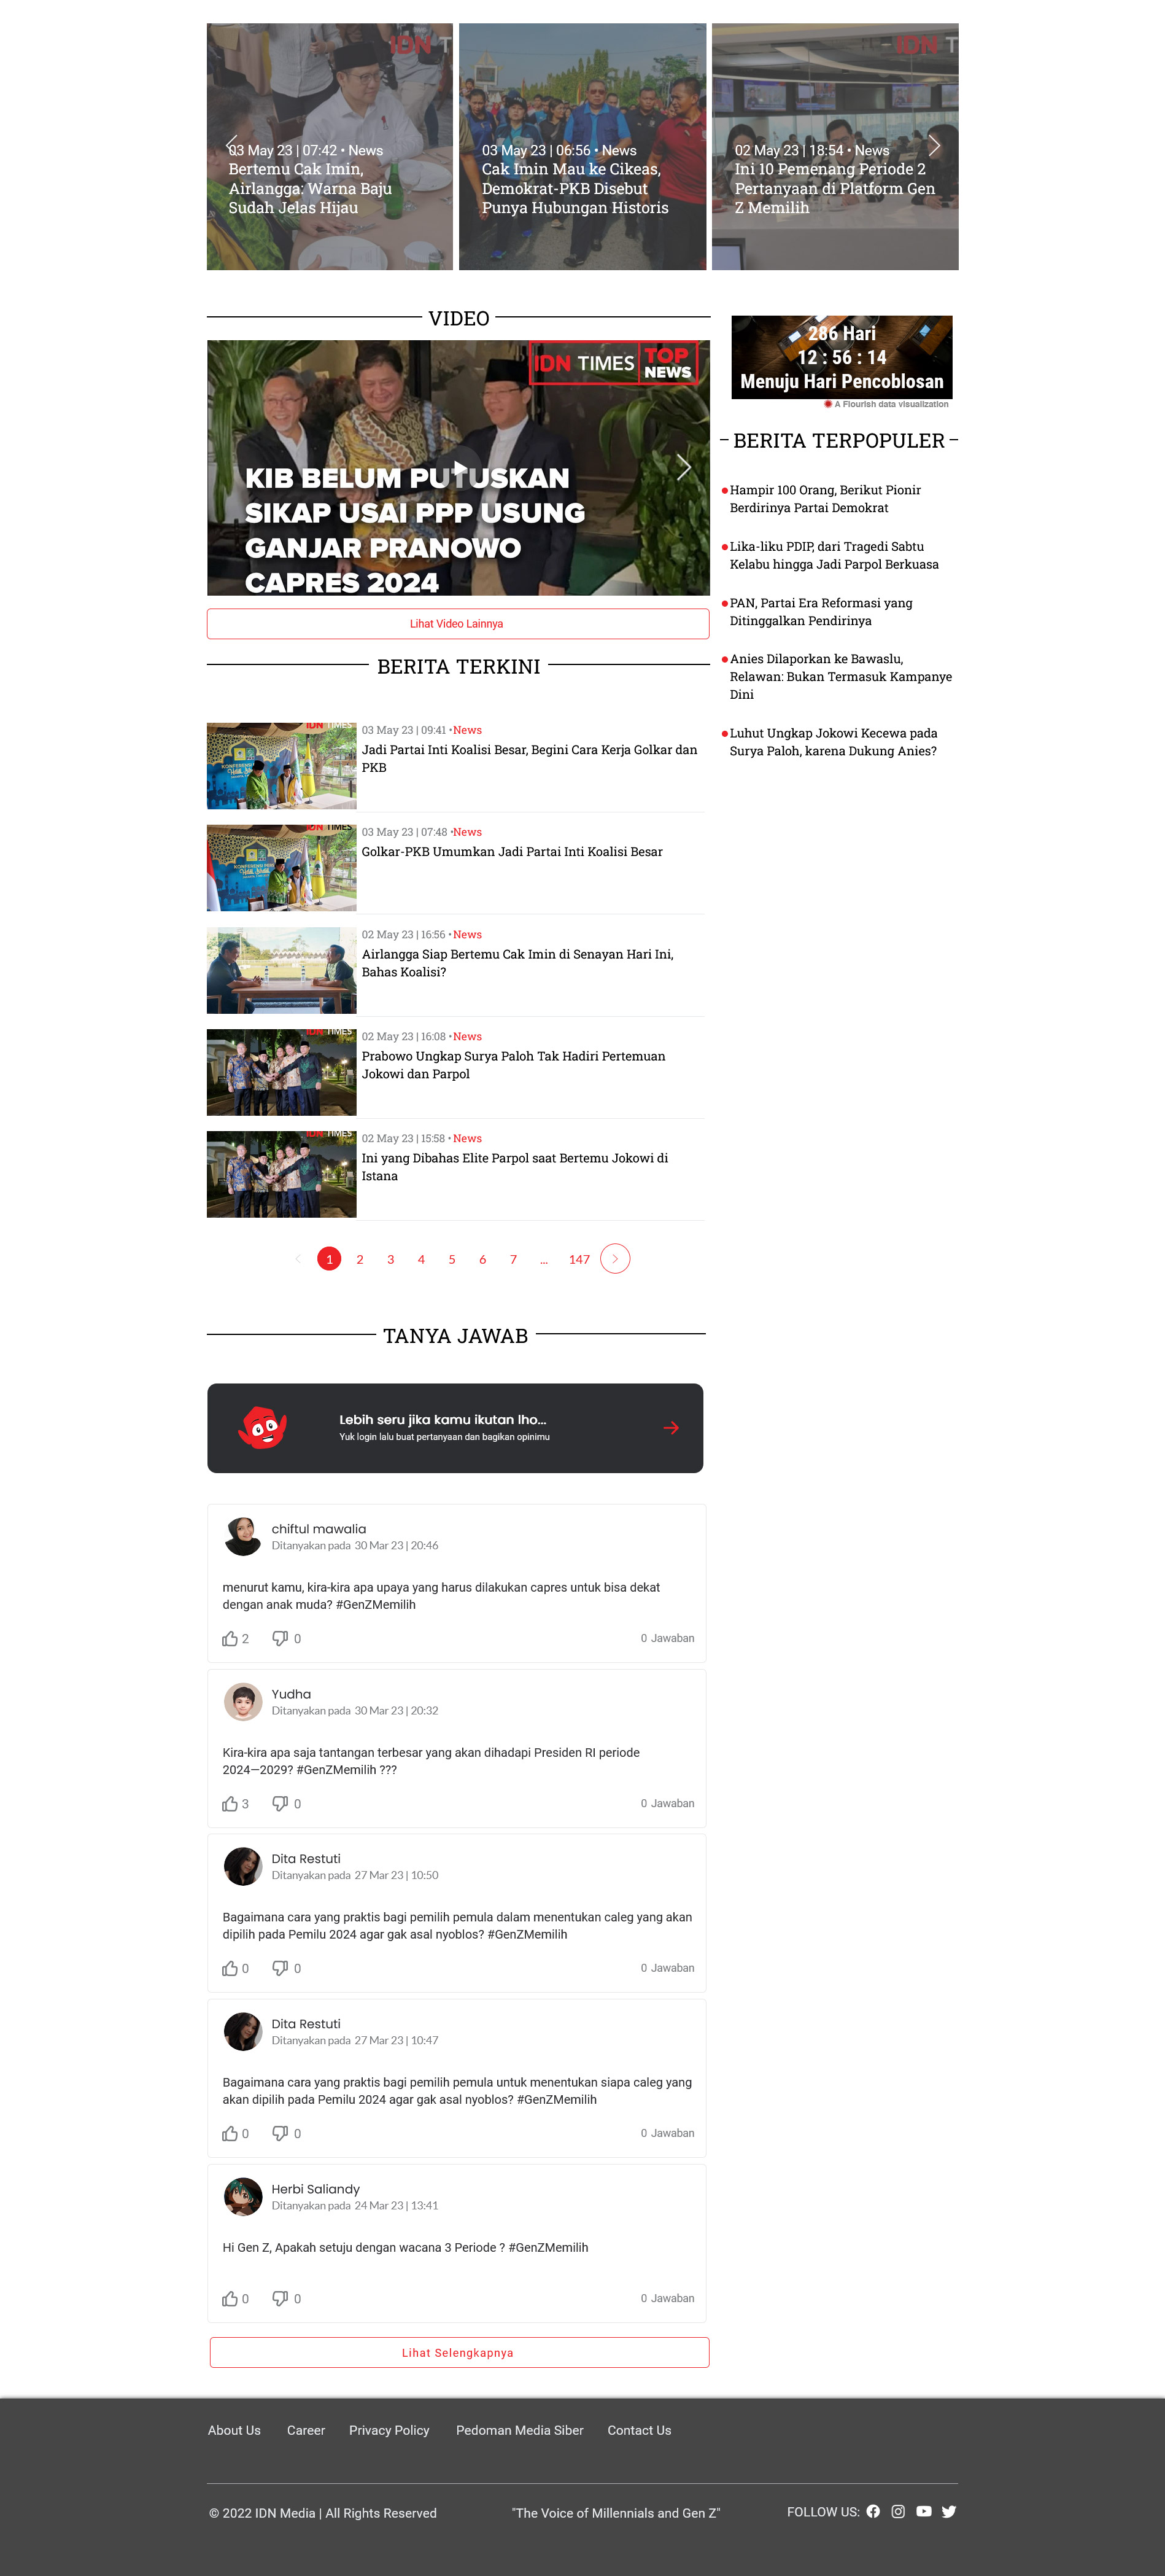 IDN T
03 May 23 | 07:42 • News
Bertemu Cak Imin,
Airlangga: Warna Baju
Sudah Jelas Hijau
03 May 23 | 06:56 • News
Cak Imin Mau ke Cikeas,
Demokrat-PKB Disebut
Punya Hubungan Historis
IDN T
02 May 23 | 18:54 • News
Ini 10 Pemenang Periode 2
Pertanyaan di Platform Gen
Z Memilih
VIDEO
IDN TIMES TOP NEWS
KIB BELUM PUTUSKAN
SIKAP USAI PPP USUNG
GANJAR PRANOWO
CAPRES 2024
Lihat Video Lainnya
286 Hari
12 : 56 : 14
Menuju Hari Pencoblosan
A Flourish data visualization
BERITA TERPOPULER
Hampir 100 Orang, Berikut Pionir
Berdirinya Partai Demokrat
Lika-liku PDIP, dari Tragedi Sabtu
Kelabu hingga Jadi Parpol Berkuasa
PAN, Partai Era Reformasi yang
Ditinggalkan Pendirinya
Anies Dilaporkan ke Bawaslu,
Relawan: Bukan Termasuk Kampanye
Dini
Luhut Ungkap Jokowi Kecewa pada
Surya Paloh, karena Dukung Anies?
BERITA TERKINI
IDN TIMES
03 May 23 | 09:41 •News
Jadi Partai Inti Koalisi Besar, Begini Cara Kerja Golkar dan
PKB
IDN TIMES
03 May 23 | 07:48 •News
Golkar-PKB Umumkan Jadi Partai Inti Koalisi Besar
02 May 23 | 16:56 •News
Airlangga Siap Bertemu Cak Imin di Senayan Hari Ini,
Bahas Koalisi?
IDN TIMES
02 May 23 | 16:08 •News
Prabowo Ungkap Surya Paloh Tak Hadiri Pertemuan
Jokowi dan Parpol
IDN TIMES
02 May 23 | 15:58 • News
Ini yang Dibahas Elite Parpol saat Bertemu Jokowi di
Istana
1 2 3 4 5 6 7 ... 147
TANYA JAWAB
Lebih seru jika kamu ikutan lho...
Yuk login lalu buat pertanyaan dan bagikan opinimu
chiftul mawalia
Ditanyakan pada 30 Mar 23 | 20:46
menurut kamu, kira-kira apa upaya yang harus dilakukan capres untuk bisa dekat
dengan anak muda? #GenZMemilih
2 0 0 Jawaban
Yudha
Ditanyakan pada 30 Mar 23 | 20:32
Kira-kira apa saja tantangan terbesar yang akan dihadapi Presiden RI periode
2024—2029? #GenZMemilih ???
3 0 0 Jawaban
Dita Restuti
Ditanyakan pada 27 Mar 23 | 10:50
Bagaimana cara yang praktis bagi pemilih pemula dalam menentukan caleg yang akan
dipilih pada Pemilu 2024 agar gak asal nyoblos? #GenZMemilih
0 0 0 Jawaban
Dita Restuti
Ditanyakan pada 27 Mar 23 | 10:47
Bagaimana cara yang praktis bagi pemilih pemula untuk menentukan siapa caleg yang
akan dipilih pada Pemilu 2024 agar gak asal nyoblos? #GenZMemilih
0 0 0 Jawaban
Herbi Saliandy
Ditanyakan pada 24 Mar 23 | 13:41
Hi Gen Z, Apakah setuju dengan wacana 3 Periode ? #GenZMemilih
0 0 0 Jawaban
Lihat Selengkapnya
About Us Career Privacy Policy Pedoman Media Siber Contact Us
© 2022 IDN Media | All Rights Reserved "The Voice of Millennials and Gen Z" FOLLOW US: